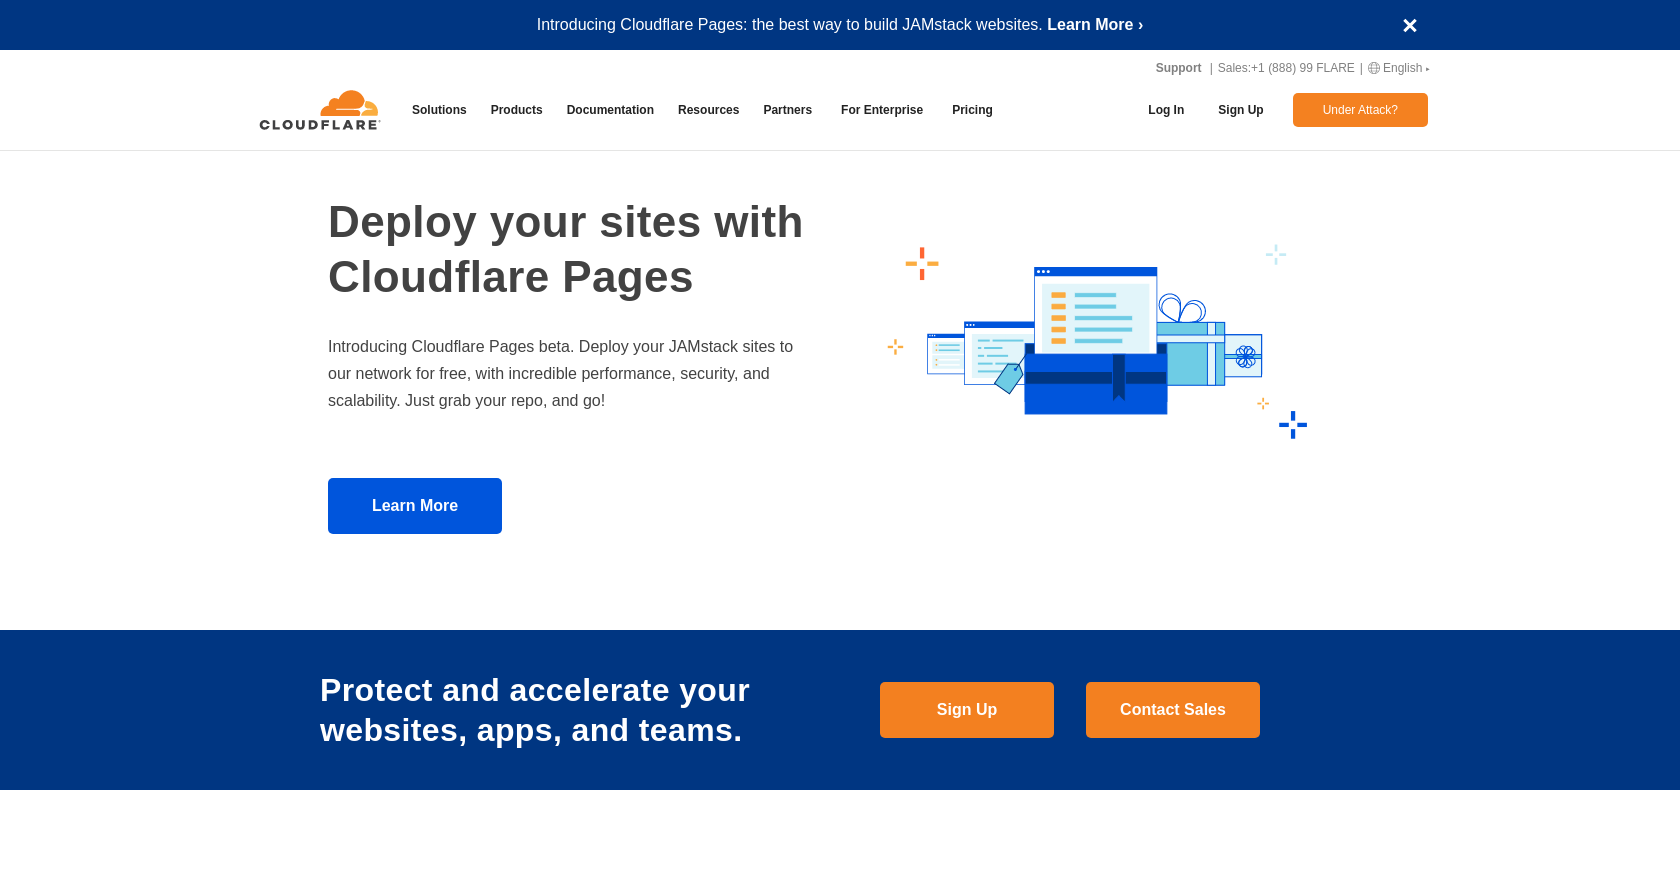 Introducing Cloudflare Pages: the best way to build JAMstack websites. Learn More ›
Support | Sales:+1 (888) 99 FLARE | English
CLOUDFLARE
Solutions Products Documentation Resources Partners For Enterprise Pricing Log In Sign Up Under Attack?
Deploy your sites with
Cloudflare Pages
Introducing Cloudflare Pages beta. Deploy your JAMstack sites to
our network for free, with incredible performance, security, and
scalability. Just grab your repo, and go!
Learn More
Protect and accelerate your
websites, apps, and teams.
Sign Up
Contact Sales